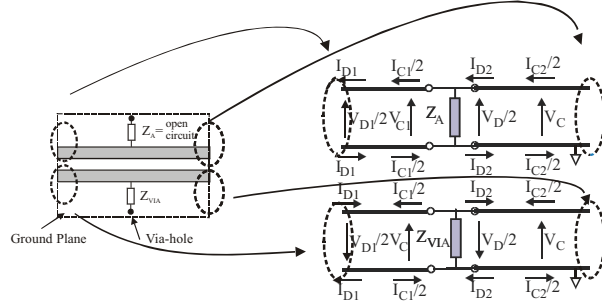 I_D1 I_C1/2 I_D2 I_C2/2
Z_A= open circuit
V_D1/2 V_C1 Z_A V_D/2 V_C
I_D1 I_C1/2 I_D2 I_C2/2
Z_VIA
I_D1 I_C1/2 I_D2 I_C2/2
Ground Plane Via-hole
V_D1/2 V_C Z_VIA V_D/2 V_C
I_D1 I_C1/2 I_D2 I_C2/2